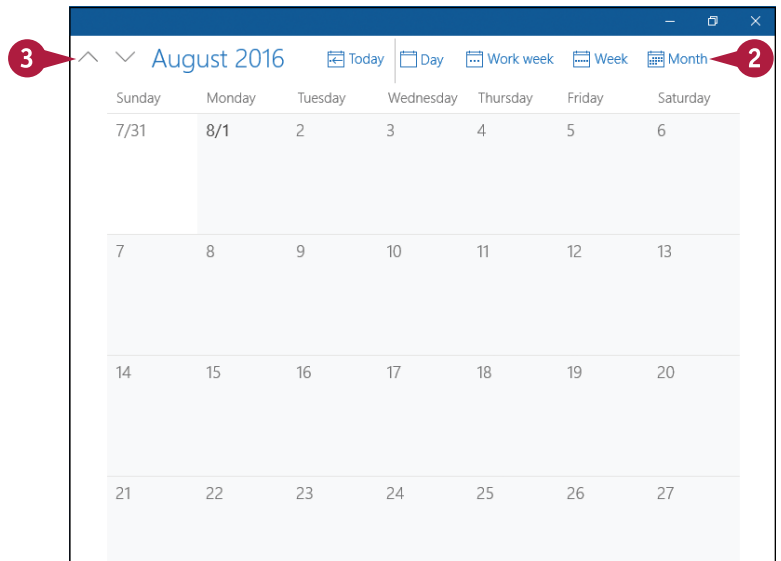 3
August 2016 Today Day Work week Week Month
2
Sunday Monday Tuesday Wednesday Thursday Friday Saturday
7/31 8/1 2 3 4 5 6
7 8 9 10 11 12 13
14 15 16 17 18 19 20
21 22 23 24 25 26 27